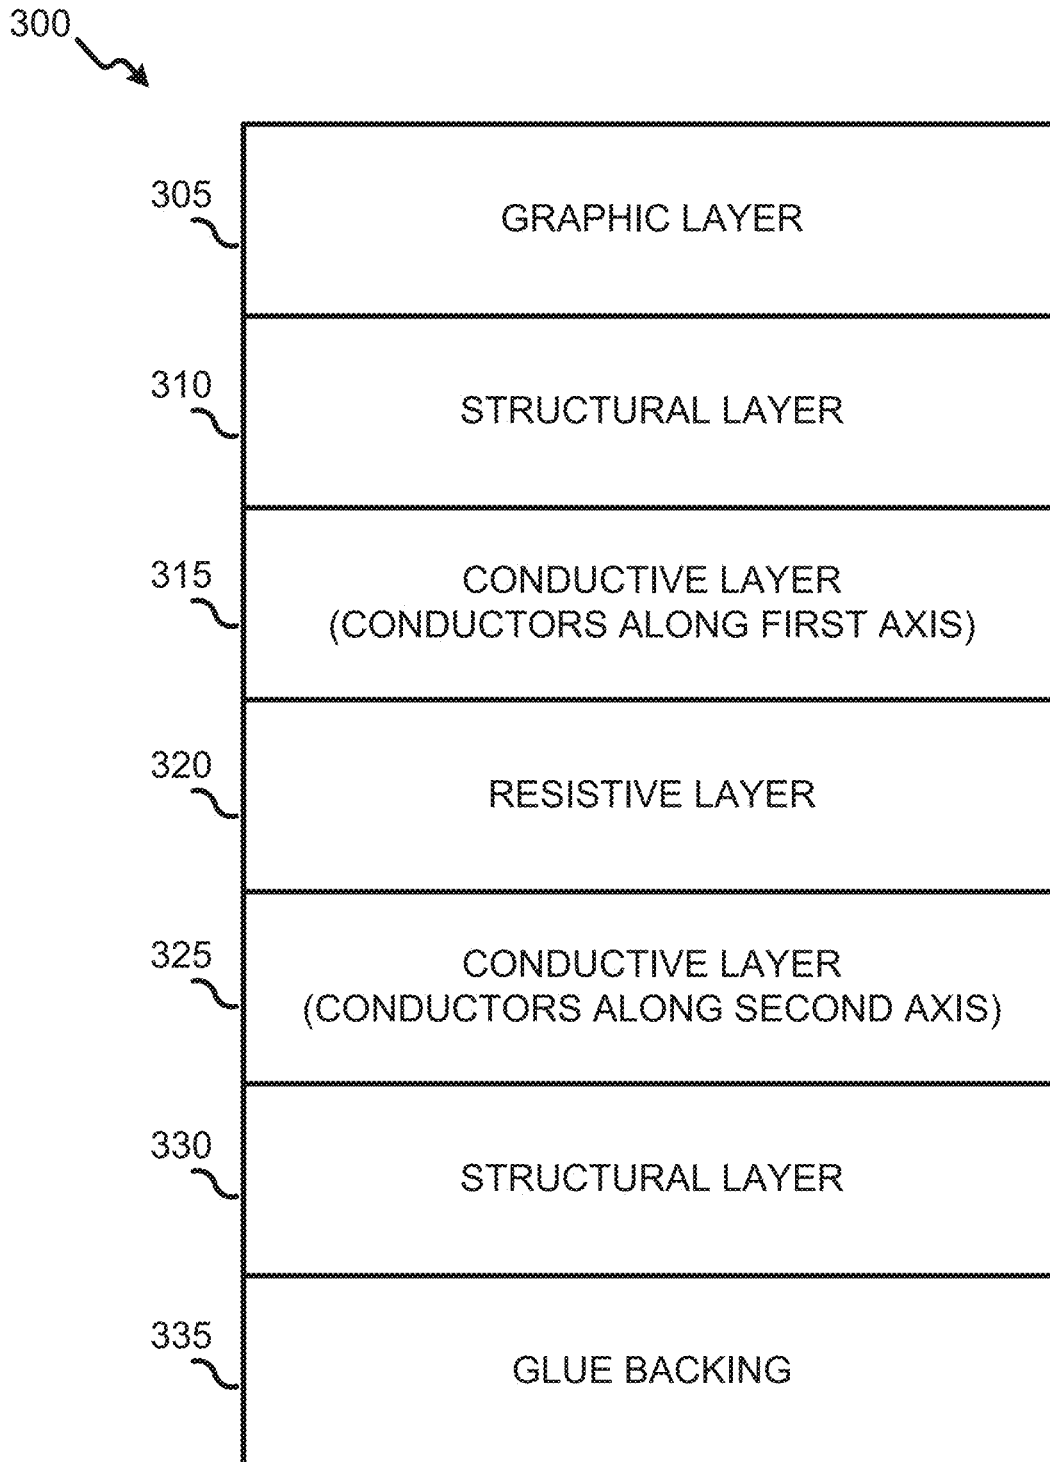 300
305
GRAPHIC LAYER
310
STRUCTURAL LAYER
315
CONDUCTIVE LAYER
(CONDUCTORS ALONG FIRST AXIS)
320
RESISTIVE LAYER
325
CONDUCTIVE LAYER
(CONDUCTORS ALONG SECOND AXIS)
330
STRUCTURAL LAYER
335
GLUE BACKING